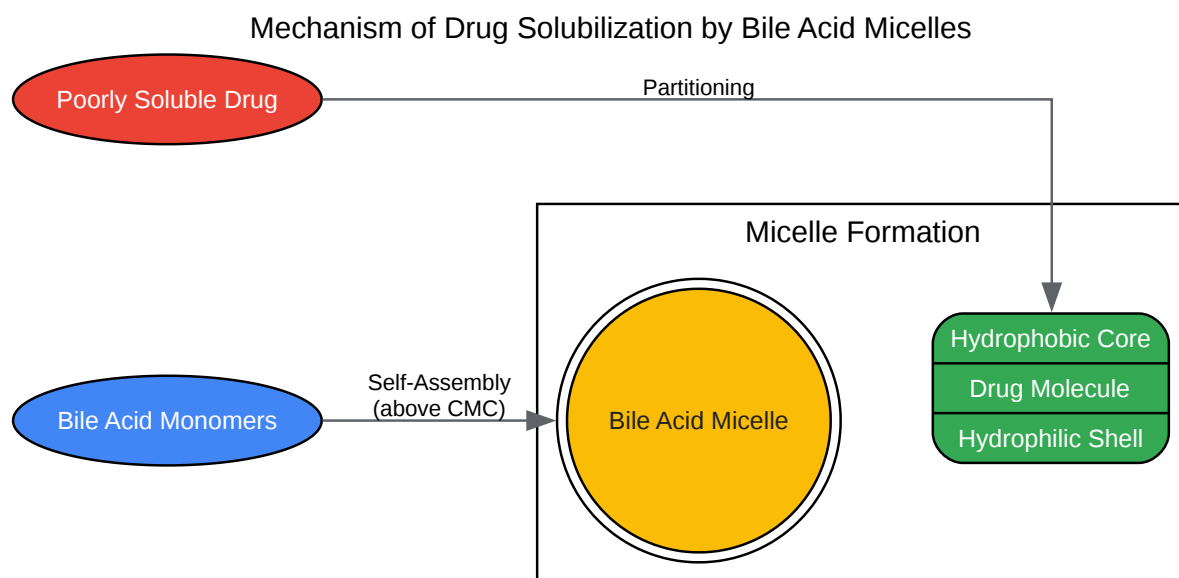 Mechanism of Drug Solubilization by Bile Acid Micelles
Poorly Soluble Drug
Partitioning
Micelle Formation
Hydrophobic Core
Drug Molecule
Hydrophilic Shell
Bile Acid Monomers
Self-Assembly
(above CMC)
Bile Acid Micelle